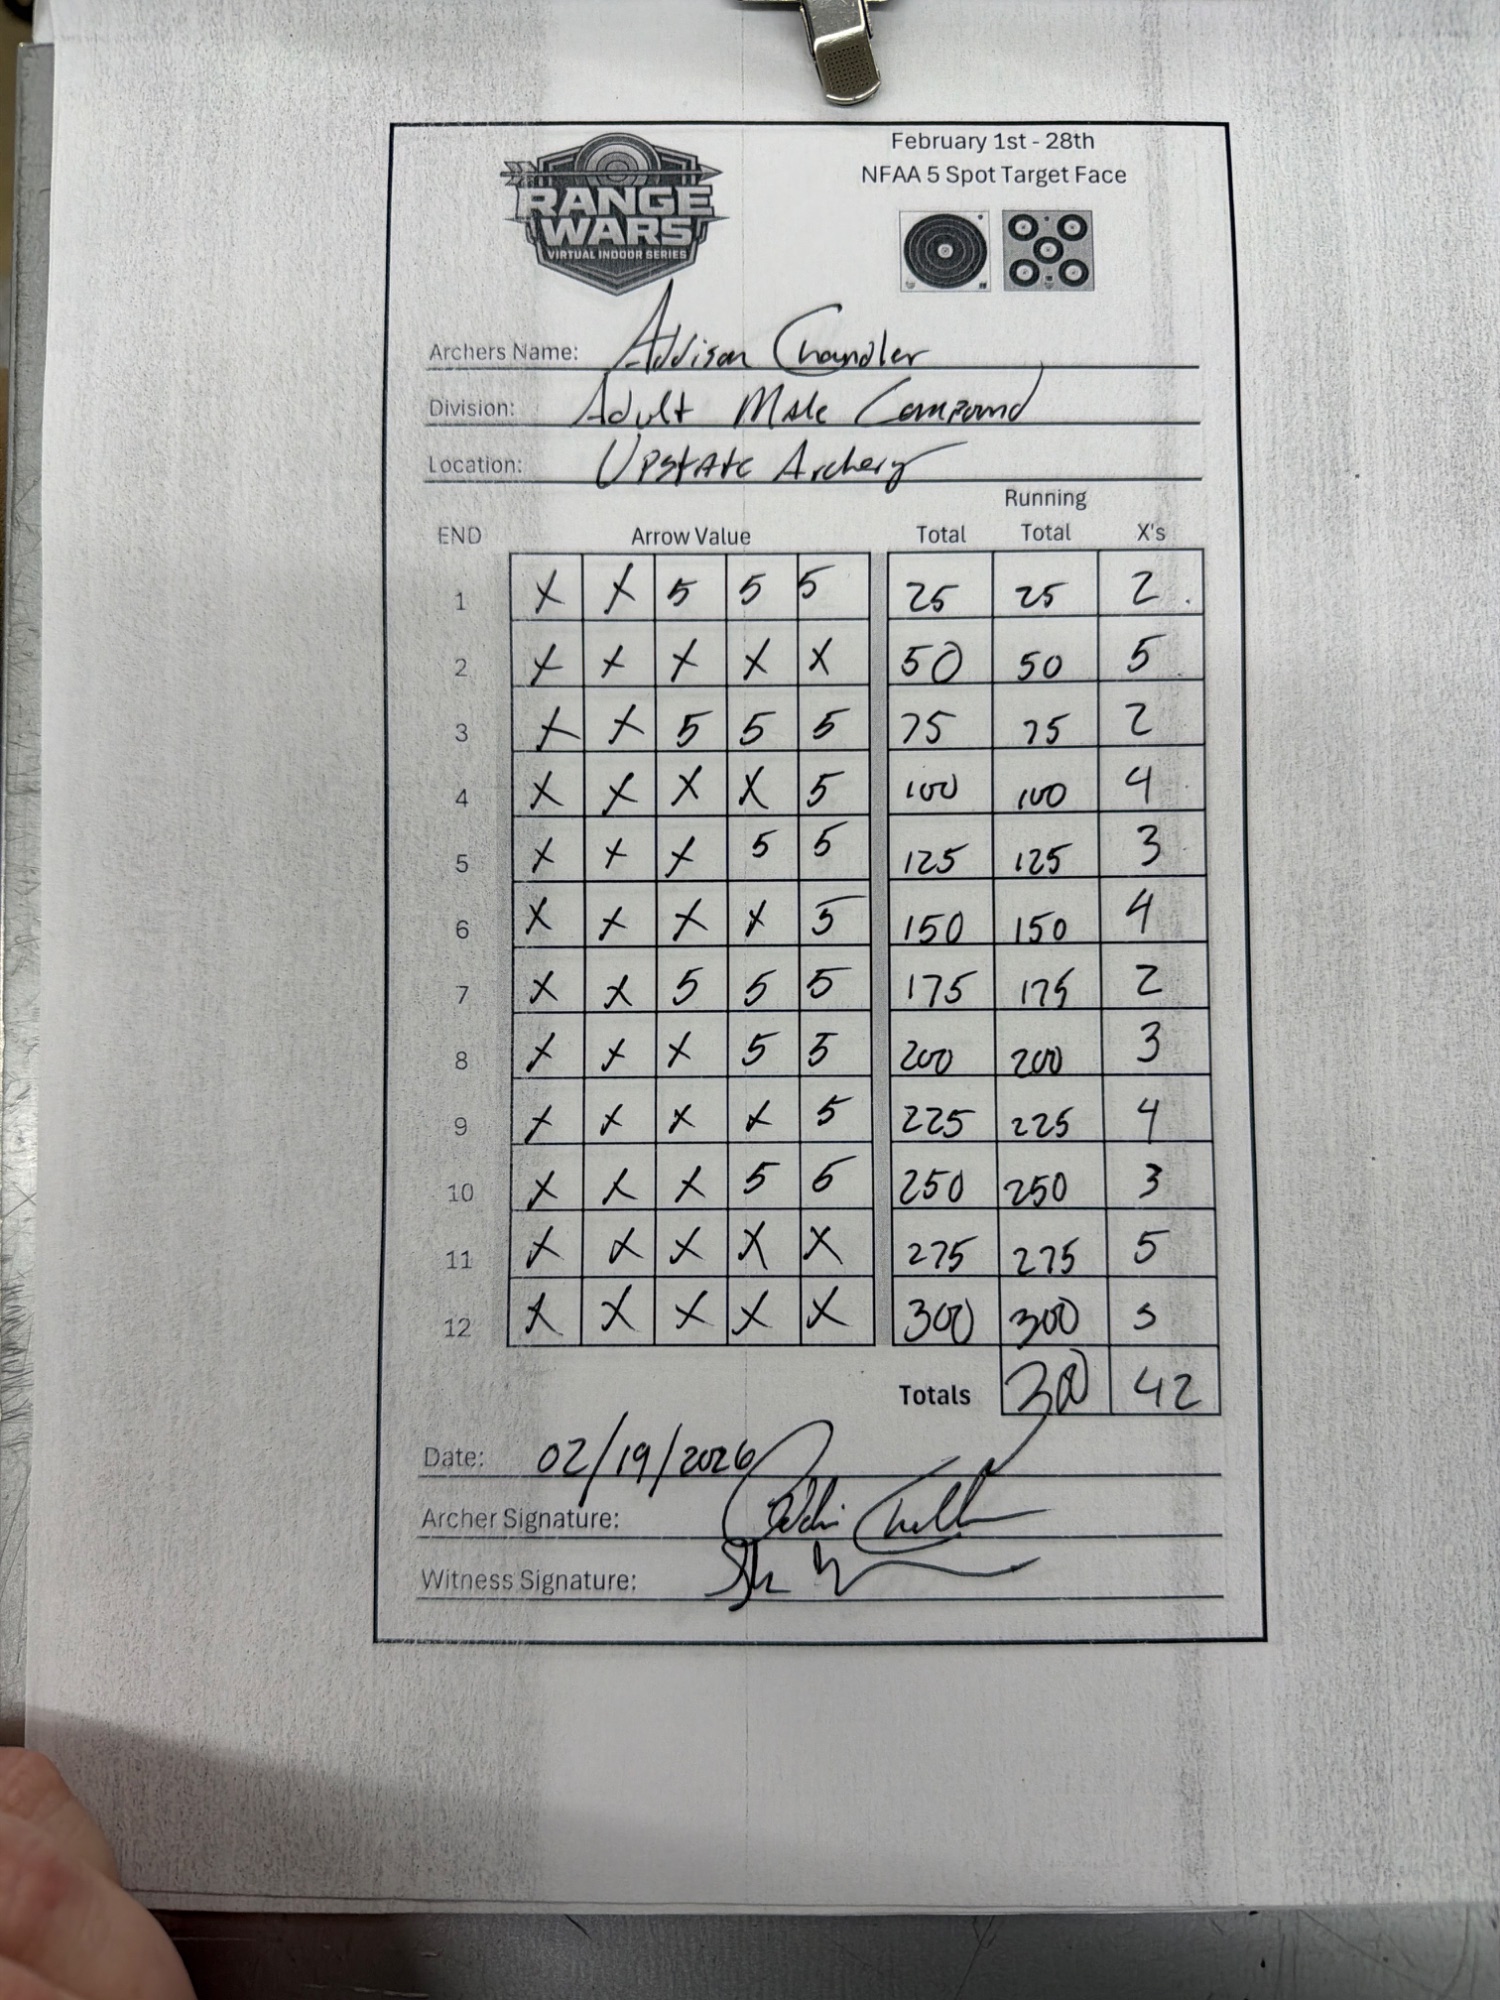 RANGE
WARS
VIRTUAL INDOOR SERIES
February 1st - 28th
NFAA 5 Spot Target Face
Archers Name: Addison Chandler
Division: Adult Male Compound
Location: Upstate Archery
Running
END Arrow Value Total Total X's
1 X X 5 5 5 25 25 2
2 X X X X X 50 50 5
3 X X 5 5 5 75 75 2
4 X X X X 5 100 100 4
5 X X X 5 5 125 125 3
6 X X X X 5 150 150 4
7 X X 5 5 5 175 175 2
8 X X X 5 5 200 200 3
9 X X X X 5 225 225 4
10 X X X 5 5 250 250 3
11 X X X X X 275 275 5
12 X X X X X 300 300 5
Totals 300 42
Date: 02/19/2026
Archer Signature:
Witness Signature: